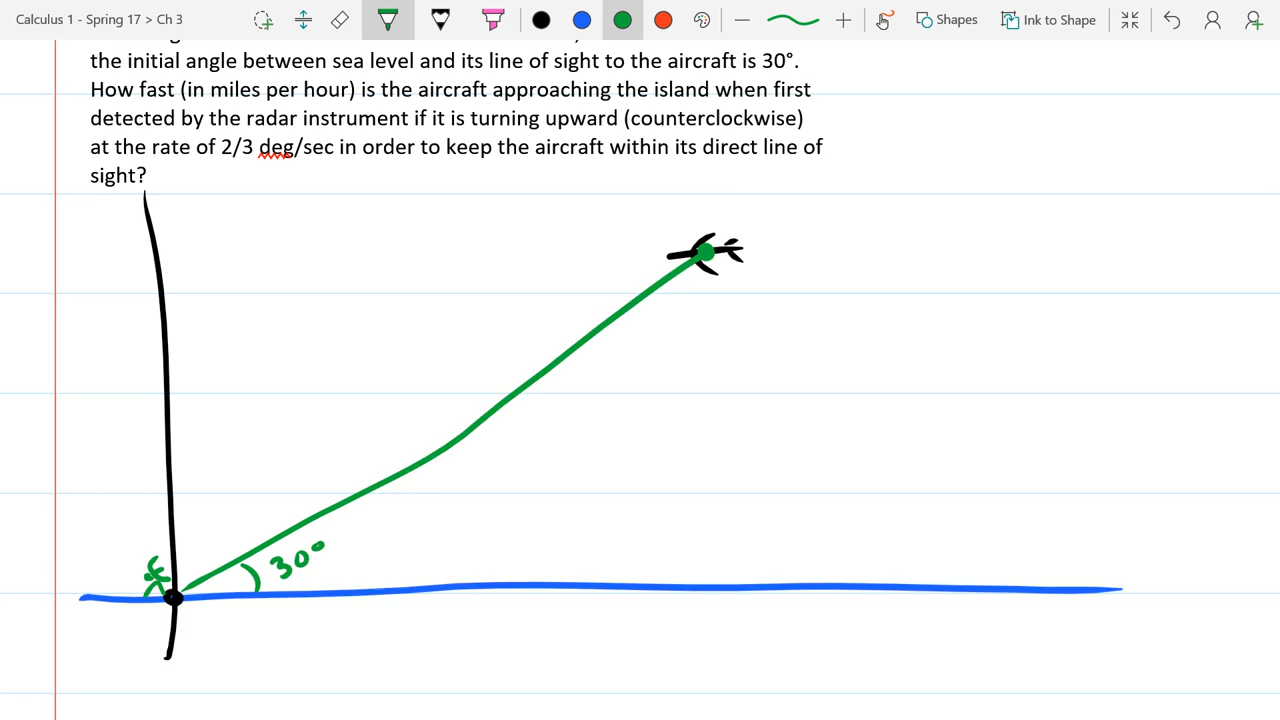 Calculus 1 - Spring 17 > Ch 3
Shapes
Ink to Shape
the initial angle between sea level and its line of sight to the aircraft is 30°.
How fast (in miles per hour) is the aircraft approaching the island when first
detected by the radar instrument if it is turning upward (counterclockwise)
at the rate of 2/3 deg/sec in order to keep the aircraft within its direct line of
sight?
30°